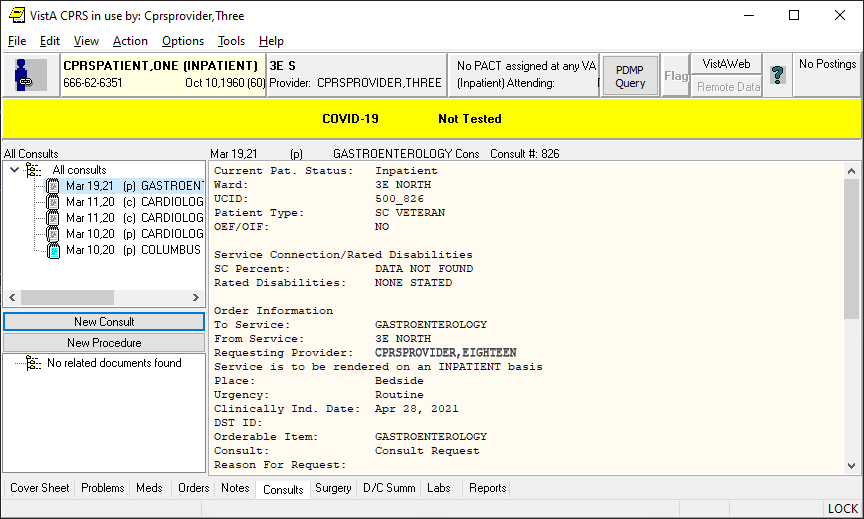 VistA CPRS in use by: Cprsprovider,Three
File Edit View Action Options Tools Help
CPRSPATIENT,ONE (INPATIENT)
666-62-6351 Oct 10,1960 (60)
3E S
Provider: CPRSPROVIDER,THREE
No PACT assigned at any VA
(Inpatient) Attending:
PDMP
Query
Flag
VistAWeb
Remote Data
?
No Postings
COVID-19 Not Tested
All Consults
Mar 19,21 (p) GASTROENTEROLOGY Cons Consult #: 826
All consults
Mar 19,21 (p) GASTROENT
Mar 11,20 (c) CARDIOLOG
Mar 11,20 (c) CARDIOLOG
Mar 10,20 (p) CARDIOLOG
Mar 10,20 (p) COLUMBUS
New Consult
New Procedure
No related documents found
Current Pat. Status: Inpatient
Ward: 3E NORTH
UCID: 500_826
Patient Type: SC VETERAN
OEF/OIF: NO
Service Connection/Rated Disabilities
SC Percent: DATA NOT FOUND
Rated Disabilities: NONE STATED
Order Information
To Service: GASTROENTEROLOGY
From Service: 3E NORTH
Requesting Provider: CPRSPROVIDER,EIGHTEEN
Service is to be rendered on an INPATIENT basis
Place: Bedside
Urgency: Routine
Clinically Ind. Date: Apr 28, 2021
DST ID:
Orderable Item: GASTROENTEROLOGY
Consult: Consult Request
Reason For Request:
Cover Sheet Problems Meds Orders Notes Consults Surgery D/C Summ Labs Reports
LOCK